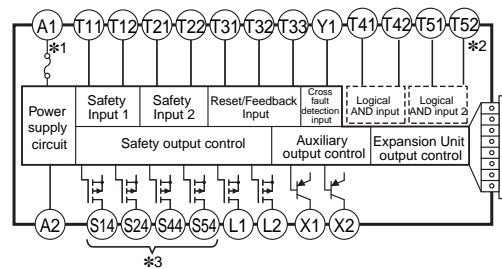 A1 T11 T12 T21 T22 T31 T32 T33 Y1 T41 T42 T51 T52
*1 *2
Power supply circuit
Safety Input 1
Safety Input 2
Reset/Feedback Input
Cross fault detection input
Logical AND input
Logical AND input 2
Safety output control
Auxiliary output control
Expansion Unit output control
A2 S14 S24 S44 S54 L1 L2 X1 X2
*3